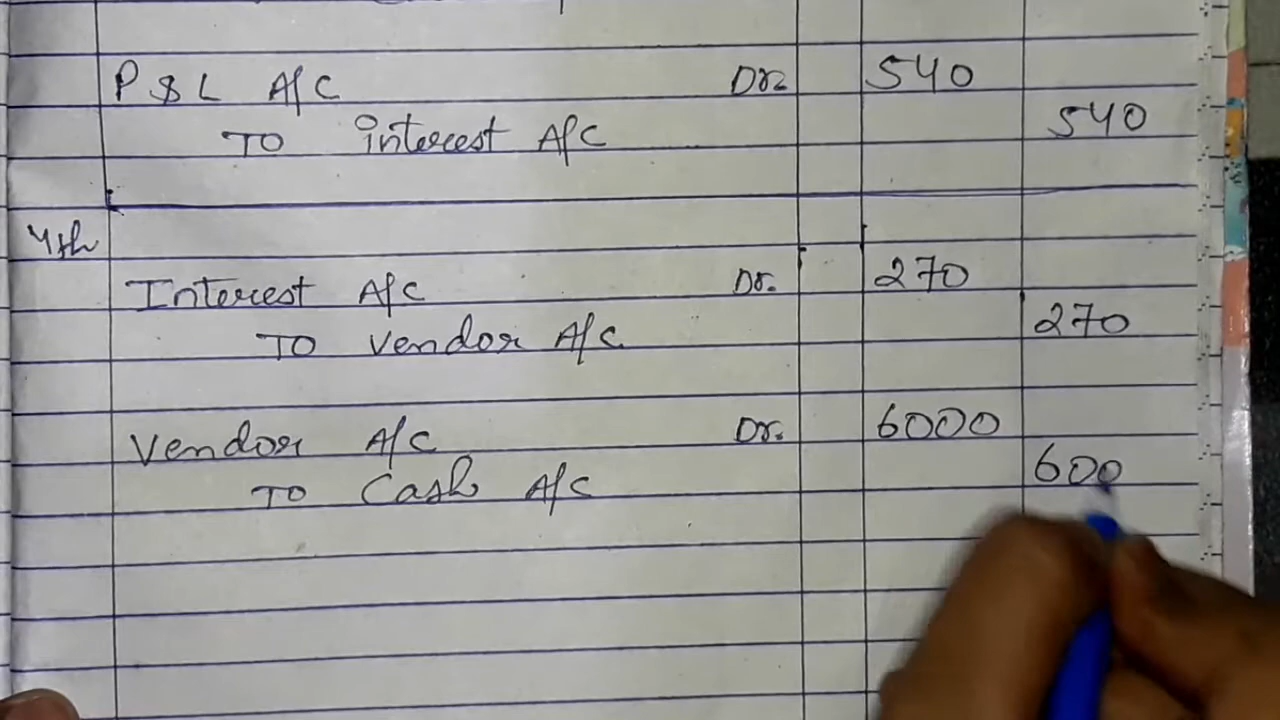 P & L A/C Dr. 540
TO interest A/C 540
4th
Interest A/C Dr. 270
TO vendor A/C 270
Vendor A/C Dr. 6000
TO Cash A/C 600